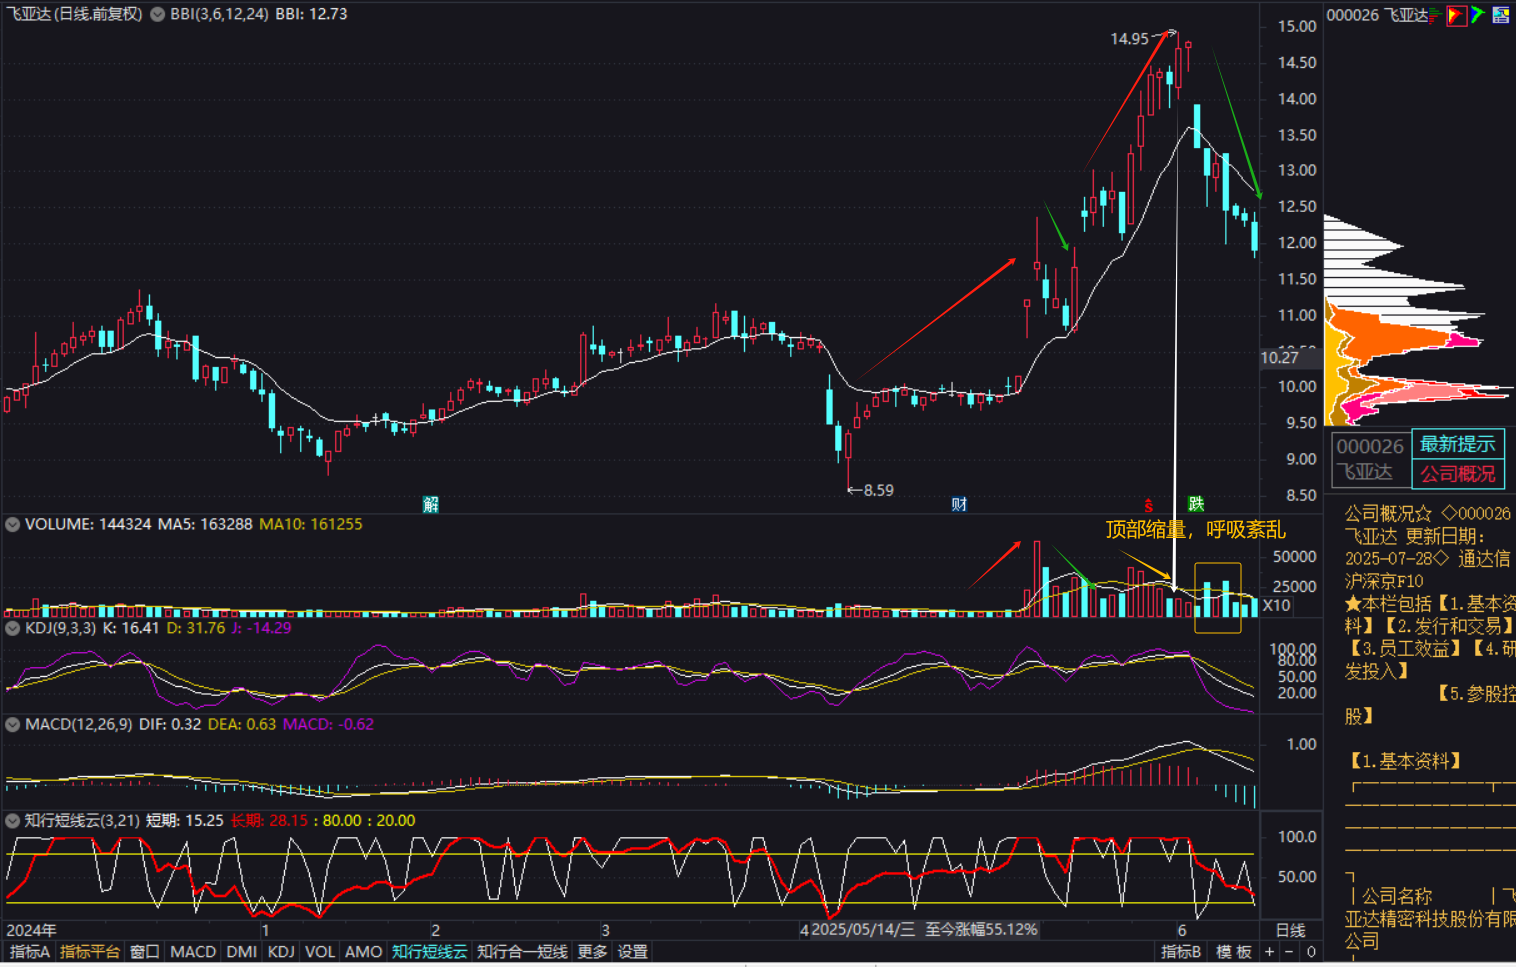 飞亚达(日线.前复权) BBI(3,6,12,24) BBI: 12.73
15.00
14.50
14.00
13.50
13.00
12.50
12.00
11.50
11.00
10.27
10.00
9.50
9.00
8.50
14.95
8.59
解
财
ŝ
跌
顶部缩量，呼吸紊乱
VOLUME: 144324 MA5: 163288 MA10: 161255
50000
25000
X10
KDJ(9,3,3) K: 16.41 D: 31.76 J: -14.29
100.00
80.00
50.00
20.00
MACD(12,26,9) DIF: 0.32 DEA: 0.63 MACD: -0.62
1.00
知行短线云(3,21) 短期: 15.25 长期: 28.15 : 80.00 : 20.00
100.0
50.00
2024年 1 2 3 4 2025/05/14/三 至今涨幅55.12% 6 日线
指标A 指标平台 窗口 MACD DMI KDJ VOL AMO 知行短线云 知行合一短线 更多 设置 指标B 模板 + − 0
000026 飞亚达
000026
飞亚达
最新提示
公司概况
公司概况☆ ◇000026
飞亚达 更新日期:
2025-07-28◇ 通达信
沪深京F10
★本栏包括【1.基本资
料】【2.发行和交易】
【3.员工效益】【4.研
发投入】
【5.参股控
股】
【1.基本资料】
|公司名称 |飞
亚达精密科技股份有限
公司